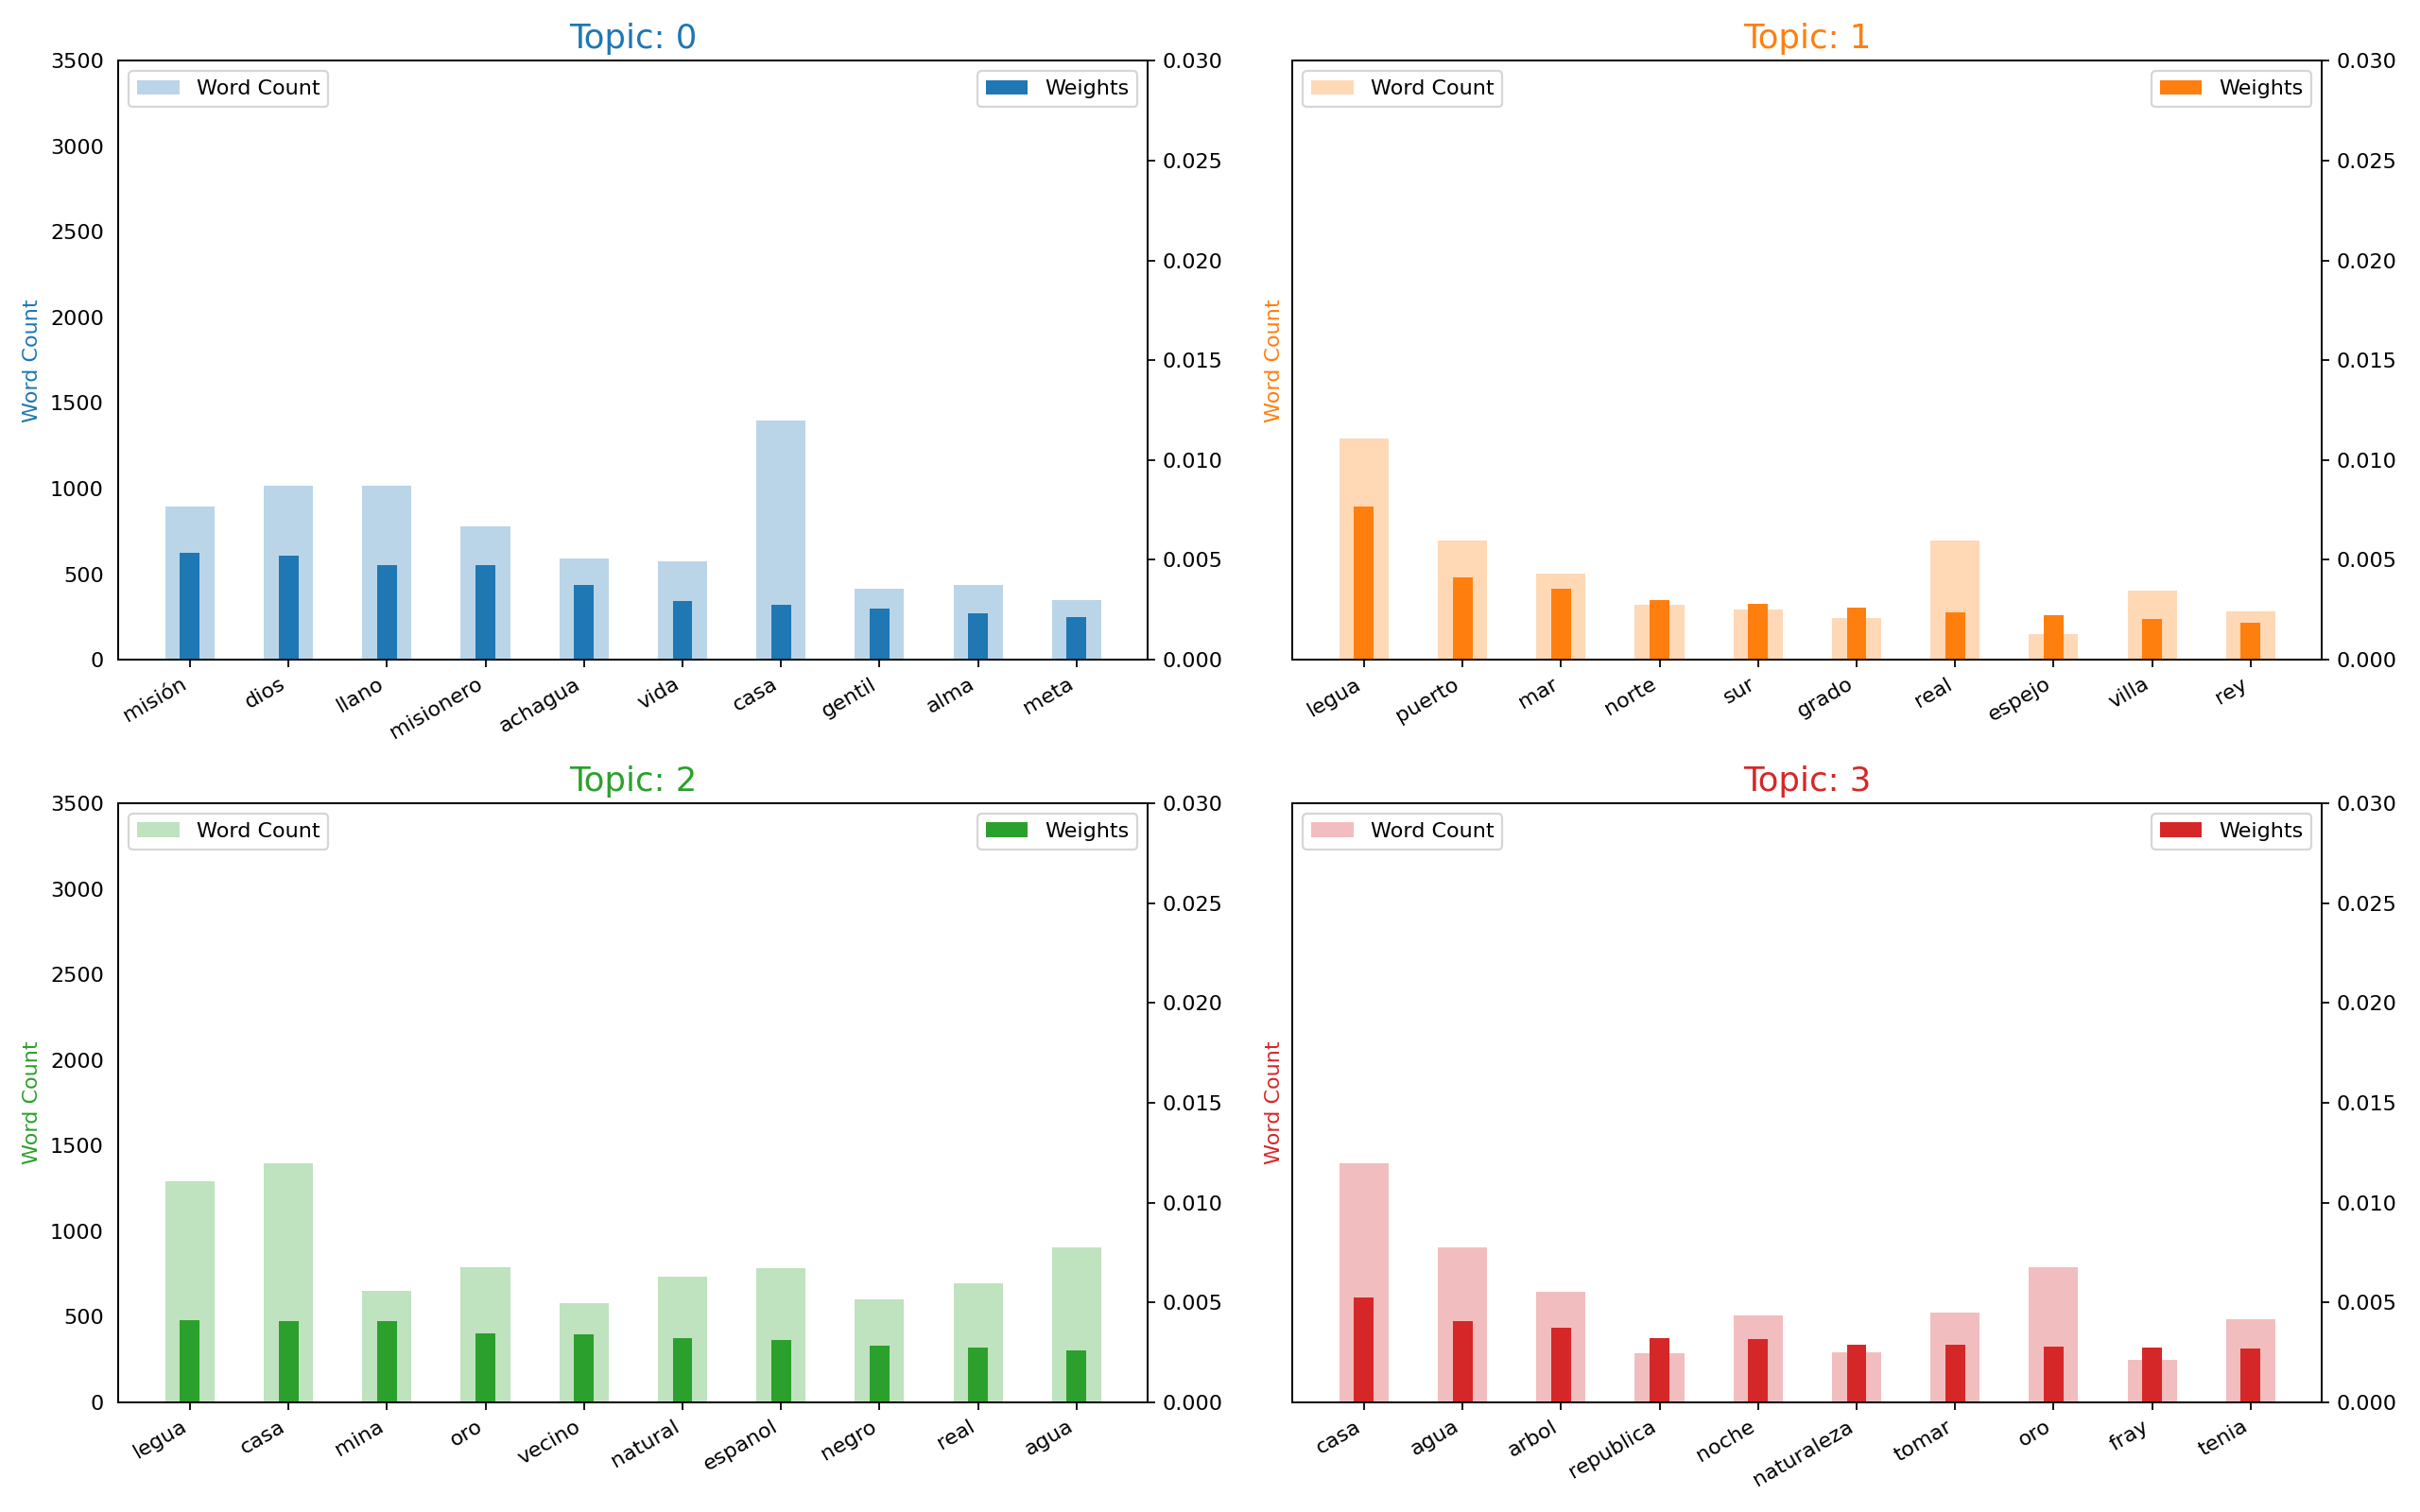 Topic: 0
Word Count
Weights
3500
3000
2500
2000
1500
1000
500
0
Word Count
0.030
0.025
0.020
0.015
0.010
0.005
0.000
misión
dios
llano
misionero
achagua
vida
casa
gentil
alma
meta
Topic: 1
Word Count
Weights
Word Count
0.030
0.025
0.020
0.015
0.010
0.005
0.000
legua
puerto
mar
norte
sur
grado
real
espejo
villa
rey
Topic: 2
Word Count
Weights
3500
3000
2500
2000
1500
1000
500
0
Word Count
0.030
0.025
0.020
0.015
0.010
0.005
0.000
legua
casa
mina
oro
vecino
natural
espanol
negro
real
agua
Topic: 3
Word Count
Weights
Word Count
0.030
0.025
0.020
0.015
0.010
0.005
0.000
casa
agua
arbol
republica
noche
naturaleza
tomar
oro
fray
tenia